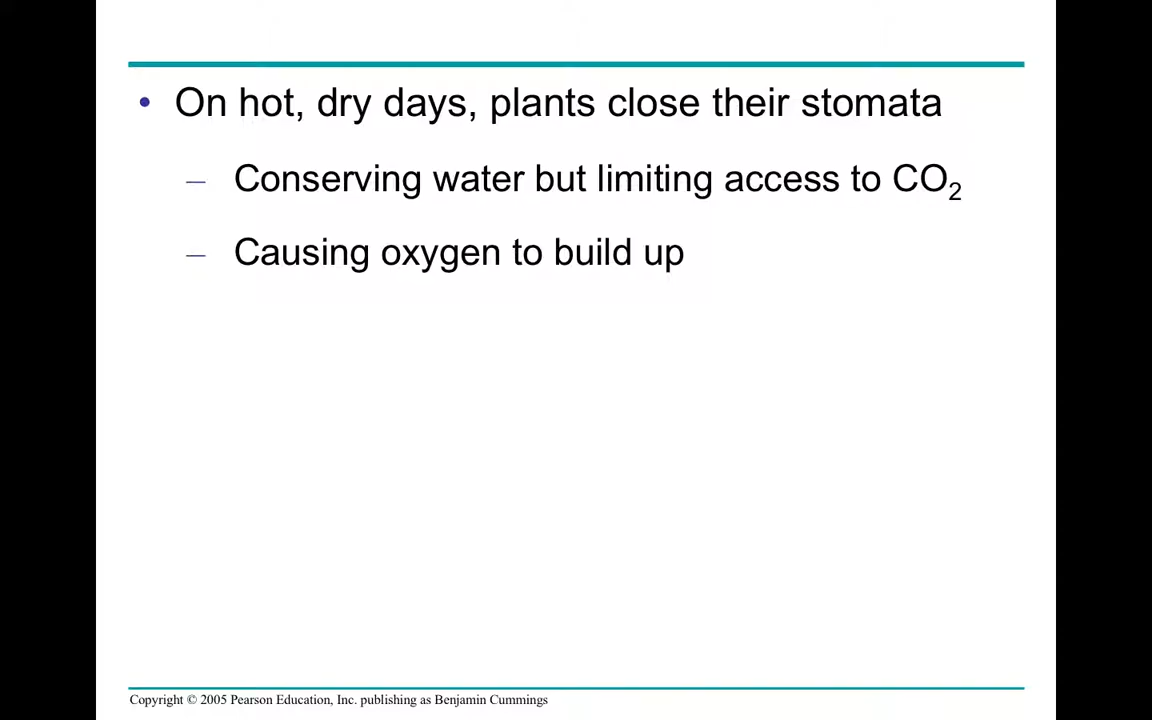 • On hot, dry days, plants close their stomata
– Conserving water but limiting access to CO₂
– Causing oxygen to build up
Copyright © 2005 Pearson Education, Inc. publishing as Benjamin Cummings